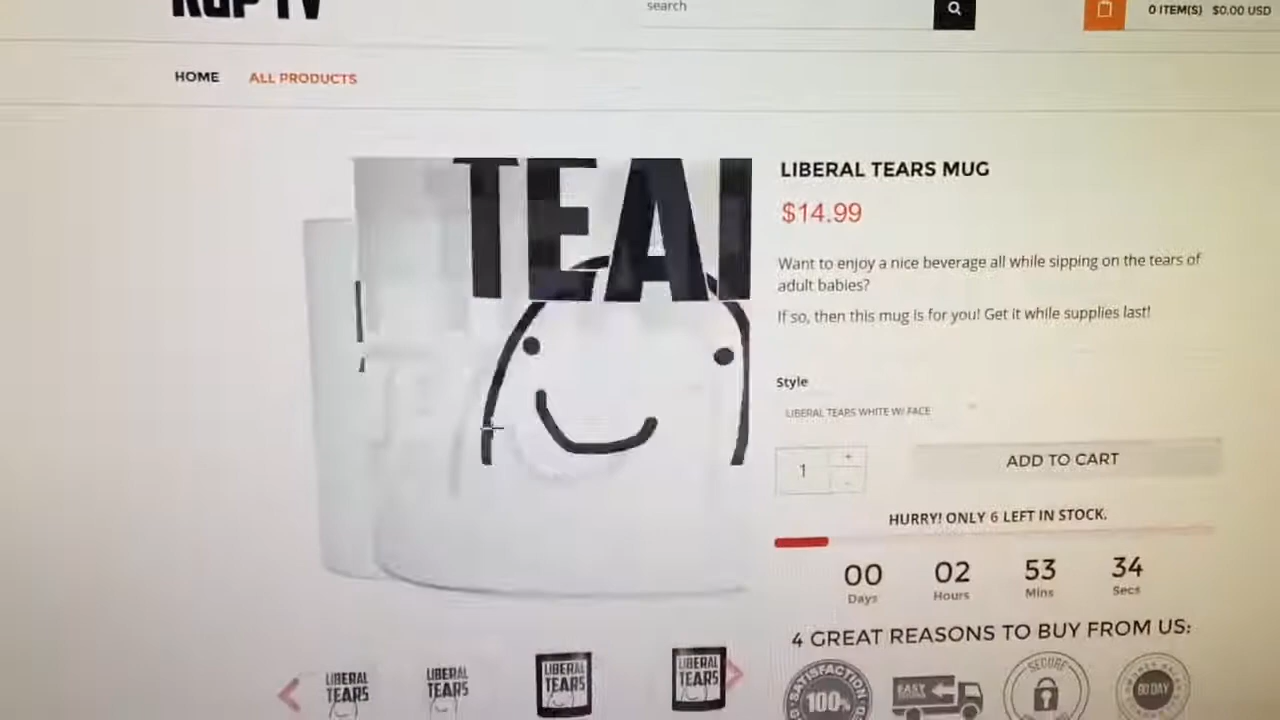 search
0 ITEM(S) $0.00 USD
HOME
ALL PRODUCTS
LIBERAL TEARS MUG
$14.99
Want to enjoy a nice beverage all while sipping on the tears of
adult babies?
If so, then this mug is for you! Get it while supplies last!
Style
LIBERAL TEARS WHITE W/ FACE
1
+
-
ADD TO CART
HURRY! ONLY 6 LEFT IN STOCK.
00 02 53 34
Days Hours Mins Secs
4 GREAT REASONS TO BUY FROM US:
TEA
LIBERAL
TEARS
LIBERAL
TEARS
LIBERAL
TEARS
LIBERAL
TEARS
SATISFACTION
100%
EASY
SECURE